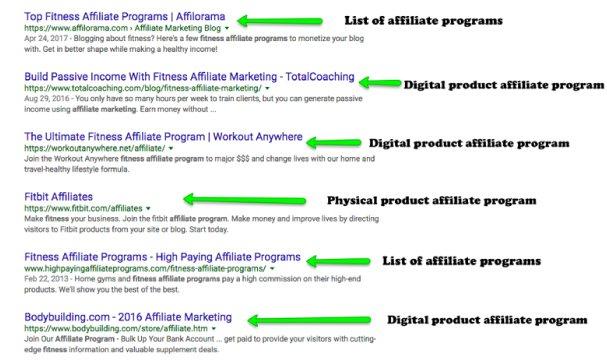 Top Fitness Affiliate Programs | Affilorama
List of affiliate programs
https://www.affilorama.com › Affiliate Marketing Blog ▼
Apr 24, 2017 - Blogging about fitness? Here's a few fitness affiliate programs to monetize your blog
with. Get in better shape while making a healthy income!
Build Passive Income With Fitness Affiliate Marketing - TotalCoaching
Digital product affiliate program
https://www.totalcoaching.com/blog/fitness-affiliate-marketing/ ▼
Aug 29, 2016 - You only have so many hours per week to train clients, but you can generate passive
income using affiliate marketing. Earn money without ...
The Ultimate Fitness Affiliate Program | Workout Anywhere
Digital product affiliate program
https://workoutanywhere.net/affiliate/ ▼
Join the Workout Anywhere fitness affiliate program to major $$$ and change lives with our home and
travel-healthy lifestyle formula.
Fitbit Affiliates
Physical product affiliate program
https://www.fitbit.com/affiliates ▼
Make fitness your business. Join the fitbit affiliate program. Make money and improve lives by directing
visitors to Fitbit products from your site or blog. Start today.
Fitness Affiliate Programs - High Paying Affiliate Programs
List of affiliate programs
www.highpayingaffiliateprograms.com/fitness-affiliate-programs/ ▼
Feb 22, 2013 - Home gyms and fitness affiliate programs pay a high commission on their high-end
products. We'll show you the best of the best.
Bodybuilding.com - 2016 Affiliate Marketing
Digital product affiliate program
https://www.bodybuilding.com/store/affiliate.htm ▼
Join Our Affiliate Program - Bulk Up Your Bank Account ... get paid to provide your visitors with cutting-
edge fitness information and valuable supplement deals.